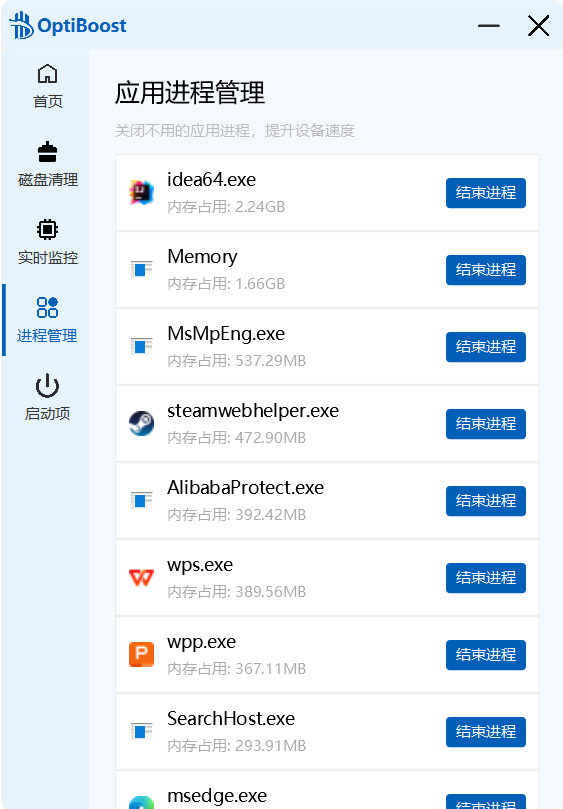 OptiBoost
首页
磁盘清理
实时监控
进程管理
启动项
应用进程管理
关闭不用的应用进程，提升设备速度
idea64.exe
内存占用: 2.24GB
结束进程
Memory
内存占用: 1.66GB
结束进程
MsMpEng.exe
内存占用: 537.29MB
结束进程
steamwebhelper.exe
内存占用: 472.90MB
结束进程
AlibabaProtect.exe
内存占用: 392.42MB
结束进程
wps.exe
内存占用: 389.56MB
结束进程
wpp.exe
内存占用: 367.11MB
结束进程
SearchHost.exe
内存占用: 293.91MB
结束进程
msedge.exe
结束进程